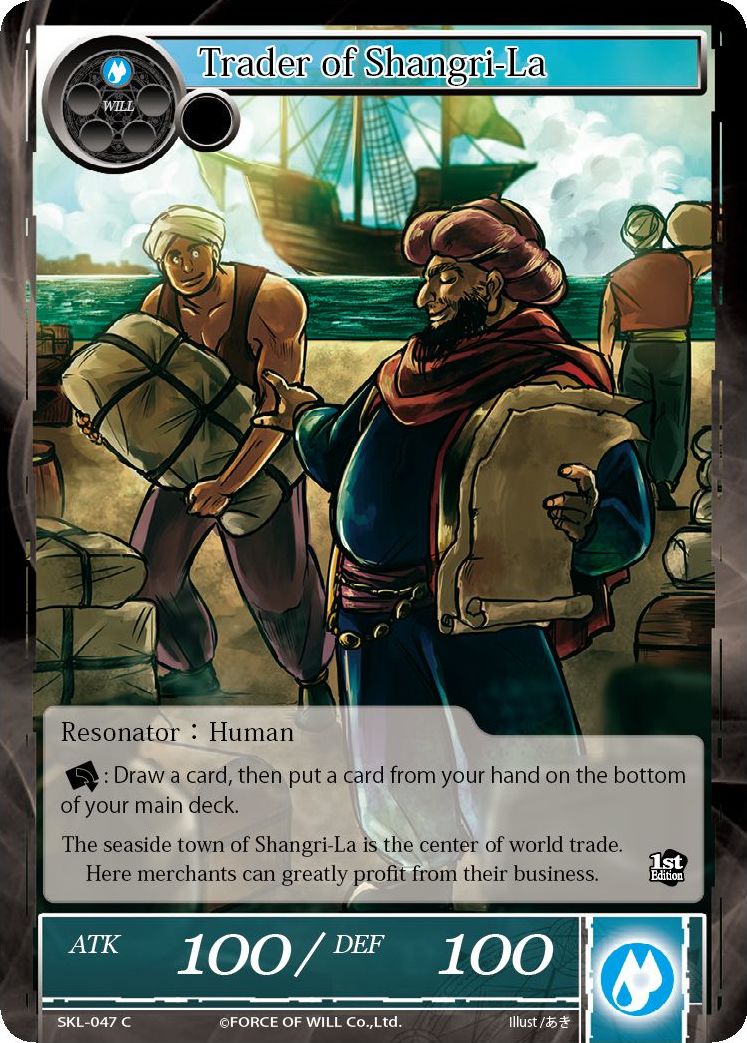 Trader of Shangri-La
WILL
Resonator : Human
: Draw a card, then put a card from your hand on the bottom
of your main deck.
The seaside town of Shangri-La is the center of world trade.
Here merchants can greatly profit from their business.
1st
Edition
ATK 100 / DEF 100
SKL-047 C ©FORCE OF WILL Co.,Ltd. Illust /あき